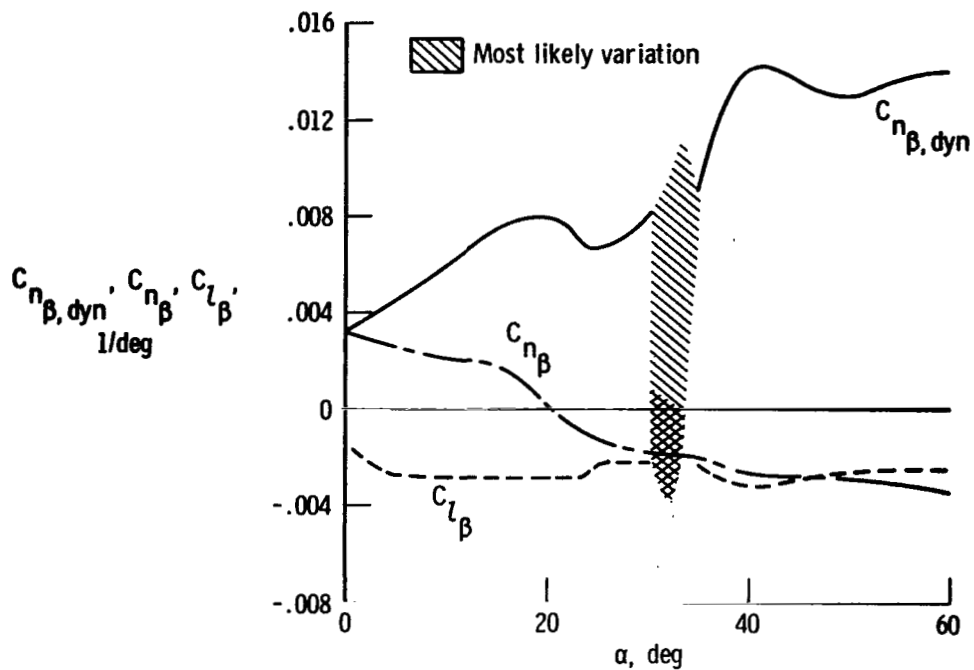 .016
.012
.008
.004
0
-.004
-.008
Most likely variation
C_{n_{β, dyn}}
C_{n_{β, dyn}}, C_{n_β}, C_{l_β},
1/deg
C_{n_β}
C_{l_β}
0 20 40 60
α, deg